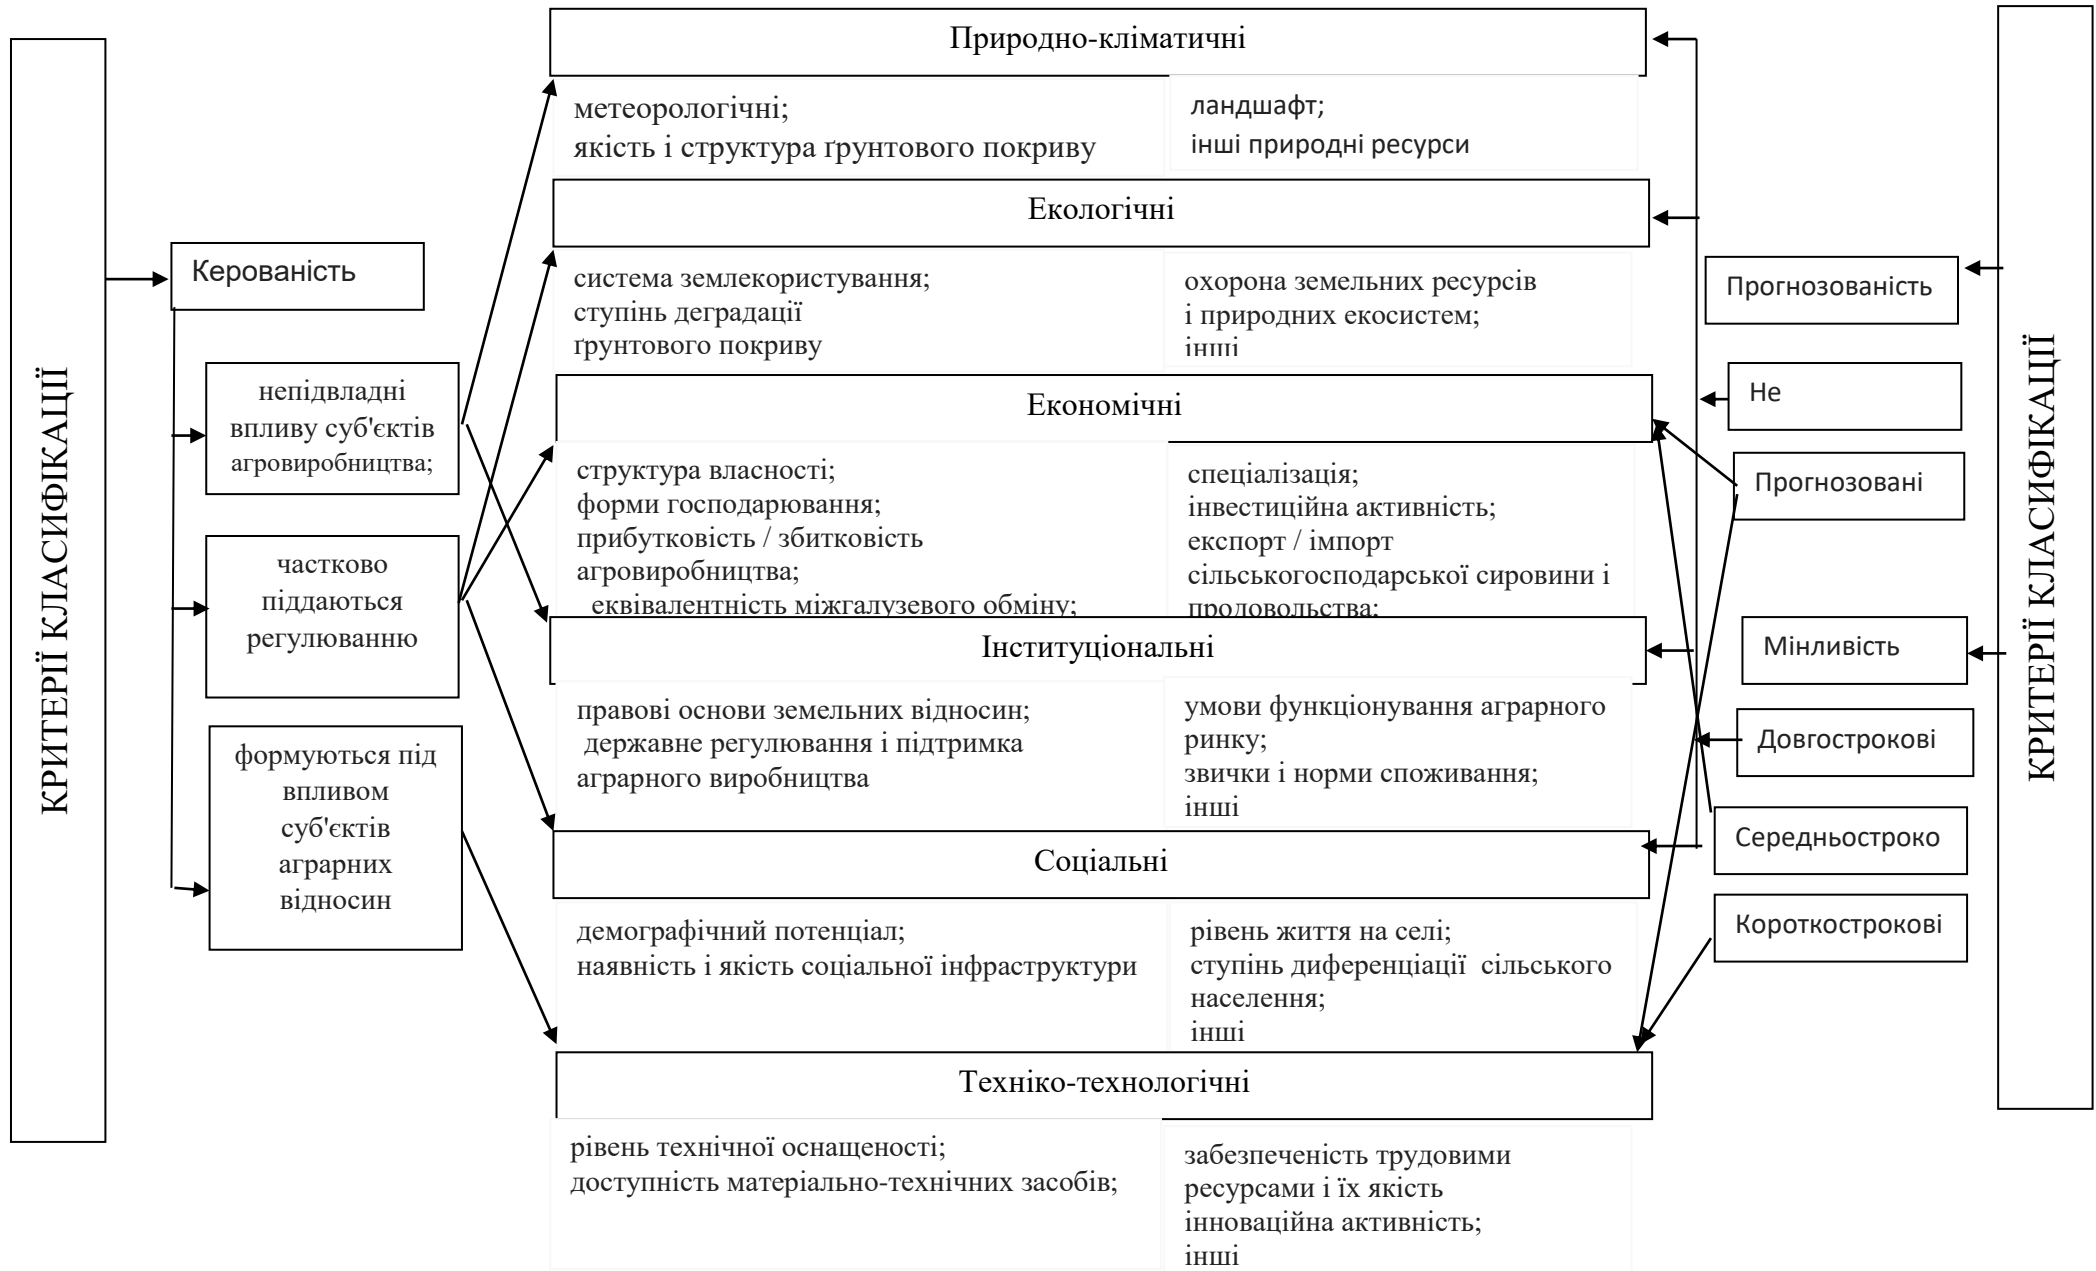 КРИТЕРІЇ КЛАСИФІКАЦІЇ
Керованість
непідвладні
впливу суб'єктів
агровиробництва;
частково
піддаються
регулюванню
формуються під
впливом
суб'єктів
аграрних
відносин
Природно-кліматичні
метеорологічні;
якість і структура ґрунтового покриву
ландшафт;
інші природні ресурси
Екологічні
система землекористування;
ступінь деградації
ґрунтового покриву
охорона земельних ресурсів
і природних екосистем;
інші
Економічні
структура власності;
форми господарювання;
прибутковість / збитковість
агровиробництва;
еквівалентність міжгалузевого обміну;
спеціалізація;
інвестиційна активність;
експорт / імпорт
сільськогосподарської сировини і
продовольства;
Інституціональні
правові основи земельних відносин;
державне регулювання і підтримка
аграрного виробництва
умови функціонування аграрного
ринку;
звички і норми споживання;
інші
Соціальні
демографічний потенціал;
наявність і якість соціальної інфраструктури
рівень життя на селі;
ступінь диференціації сільського
населення;
інші
Техніко-технологічні
рівень технічної оснащеності;
доступність матеріально-технічних засобів;
забезпеченість трудовими
ресурсами і їх якість
інноваційна активність;
інші
Прогнозованість
Не
Прогнозовані
Мінливість
Довгострокові
Середньостроко
Короткострокові
КРИТЕРІЇ КЛАСИФІКАЦІЇ